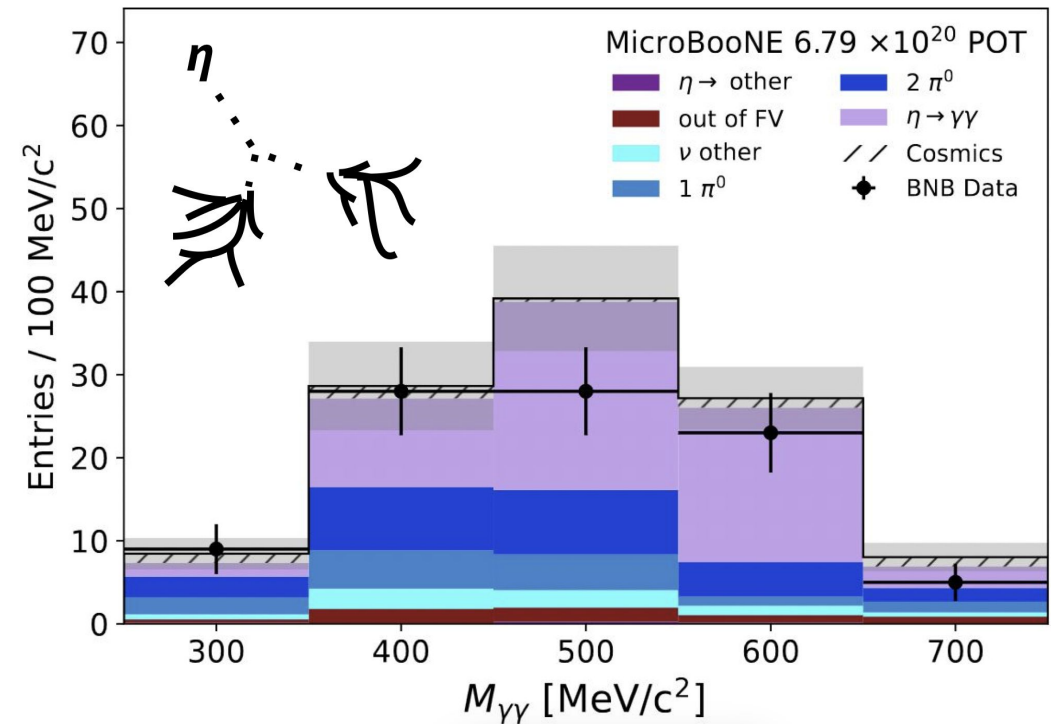 η
MicroBooNE 6.79 ×10²⁰ POT
η → other
out of FV
ν other
1 π⁰
2 π⁰
η → γγ
Cosmics
BNB Data
Entries / 100 MeV/c²
70
60
50
40
30
20
10
0
300 400 500 600 700
Mγγ [MeV/c²]